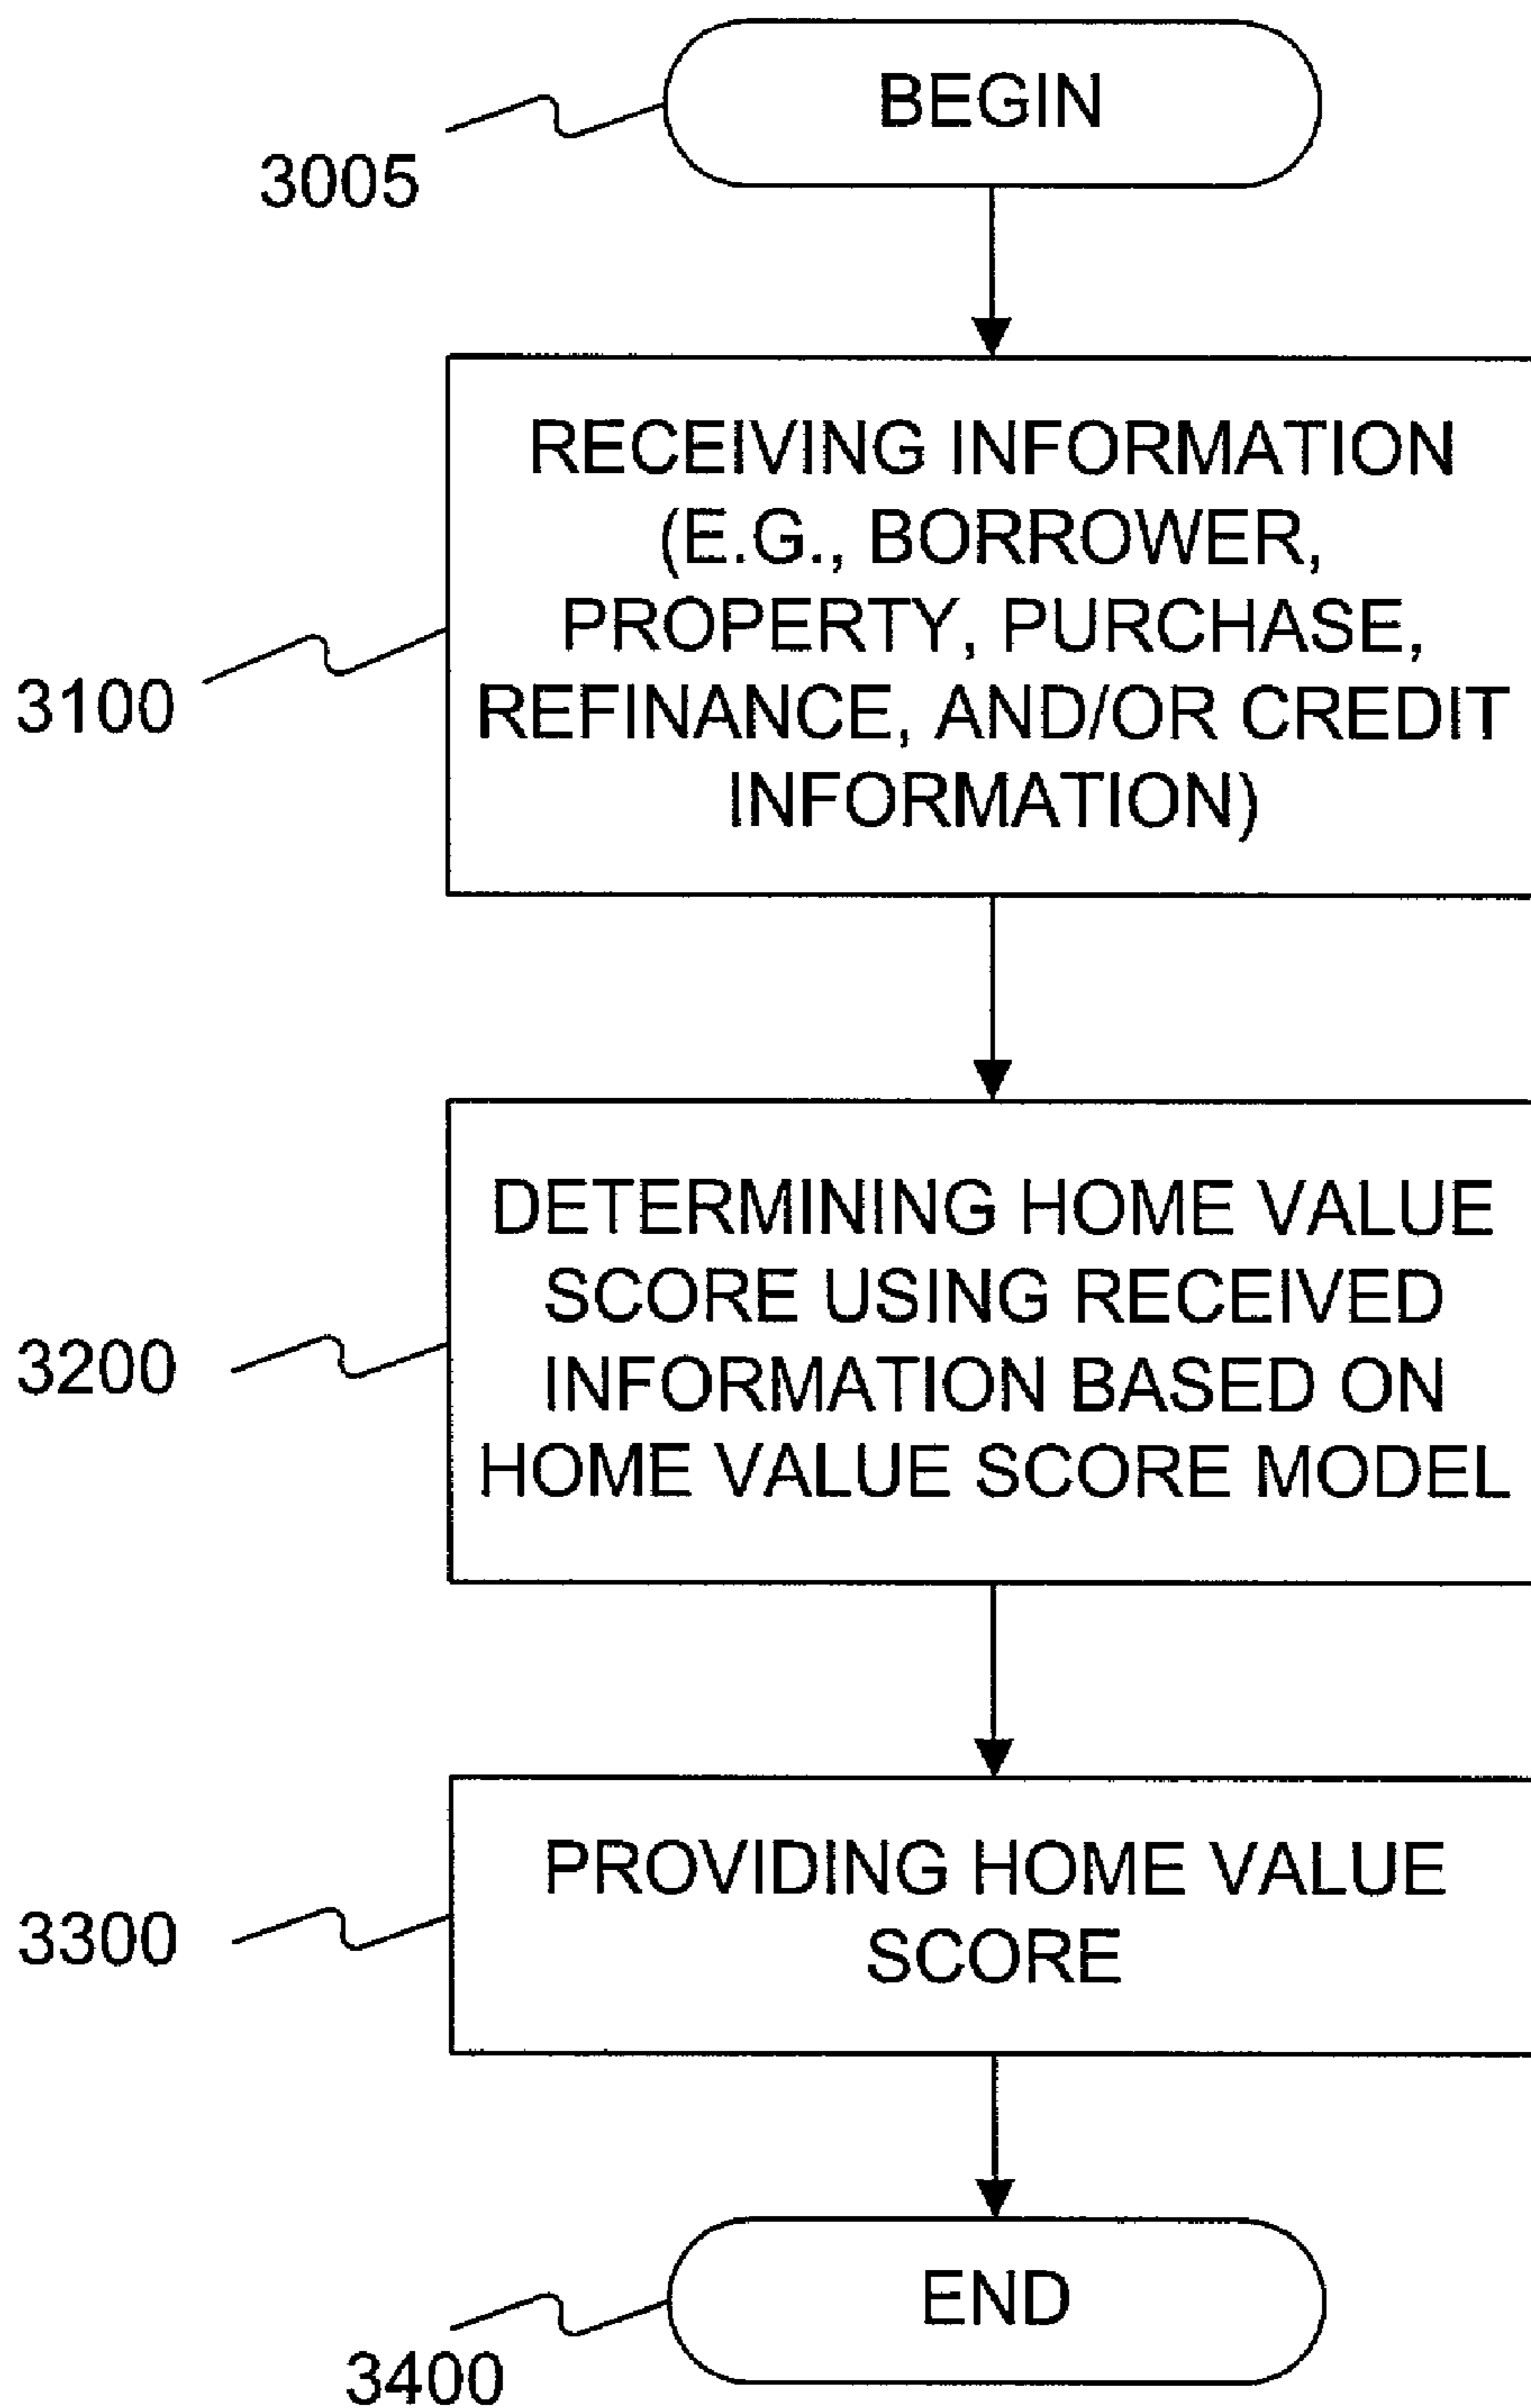 BEGIN
3005
RECEIVING INFORMATION
(E.G., BORROWER,
PROPERTY, PURCHASE,
REFINANCE, AND/OR CREDIT
INFORMATION)
3100
DETERMINING HOME VALUE
SCORE USING RECEIVED
INFORMATION BASED ON
HOME VALUE SCORE MODEL
3200
PROVIDING HOME VALUE
SCORE
3300
END
3400